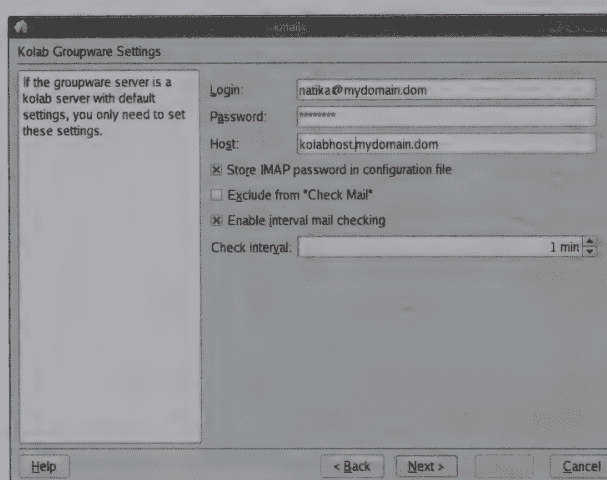 kmail
Kolab Groupware Settings
If the groupware server is a
kolab server with default
settings, you only need to set
these settings.
Login: natika@mydomain.dom
Password: ********
Host: kolabhost.mydomain.dom
Store IMAP password in configuration file
Exclude from "Check Mail"
Enable interval mail checking
Check interval: 1 min
Help
< Back
Next >
Cancel